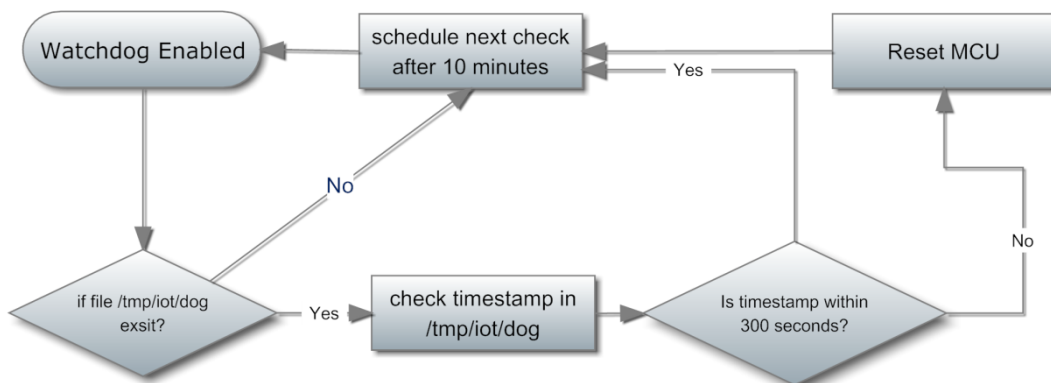 Watchdog Enabled
schedule next check
after 10 minutes
Reset MCU
Yes
No
No
if file /tmp/iot/dog
exsit?
Yes
check timestamp in
/tmp/iot/dog
Is timestamp within
300 seconds?